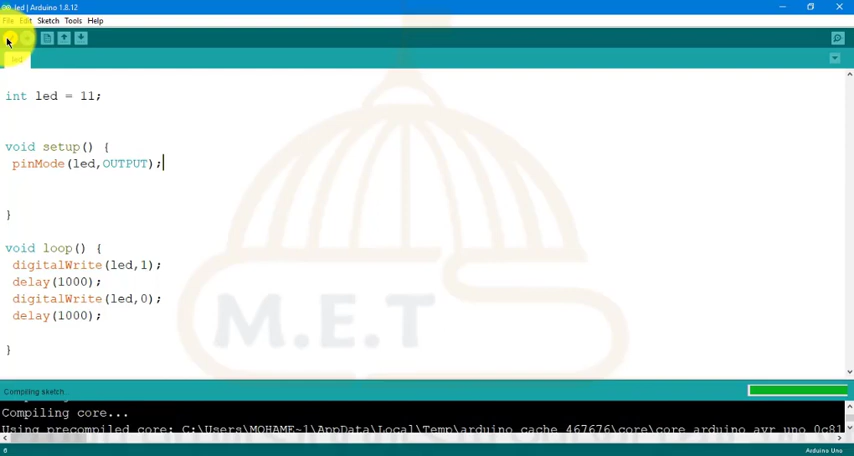 led | Arduino 1.8.12
File Edit Sketch Tools Help
led
int led = 11;
void setup() {
pinMode(led,OUTPUT);
}
void loop() {
digitalWrite(led,1);
delay(1000);
digitalWrite(led,0);
delay(1000);
}
M.E.T
Compiling sketch...
Compiling core...
Using precompiled core: C:\Users\MOHAME~1\AppData\Local\Temp\arduino_cache_467676\core\core_arduino_avr_uno_0c81
6
Arduino Uno